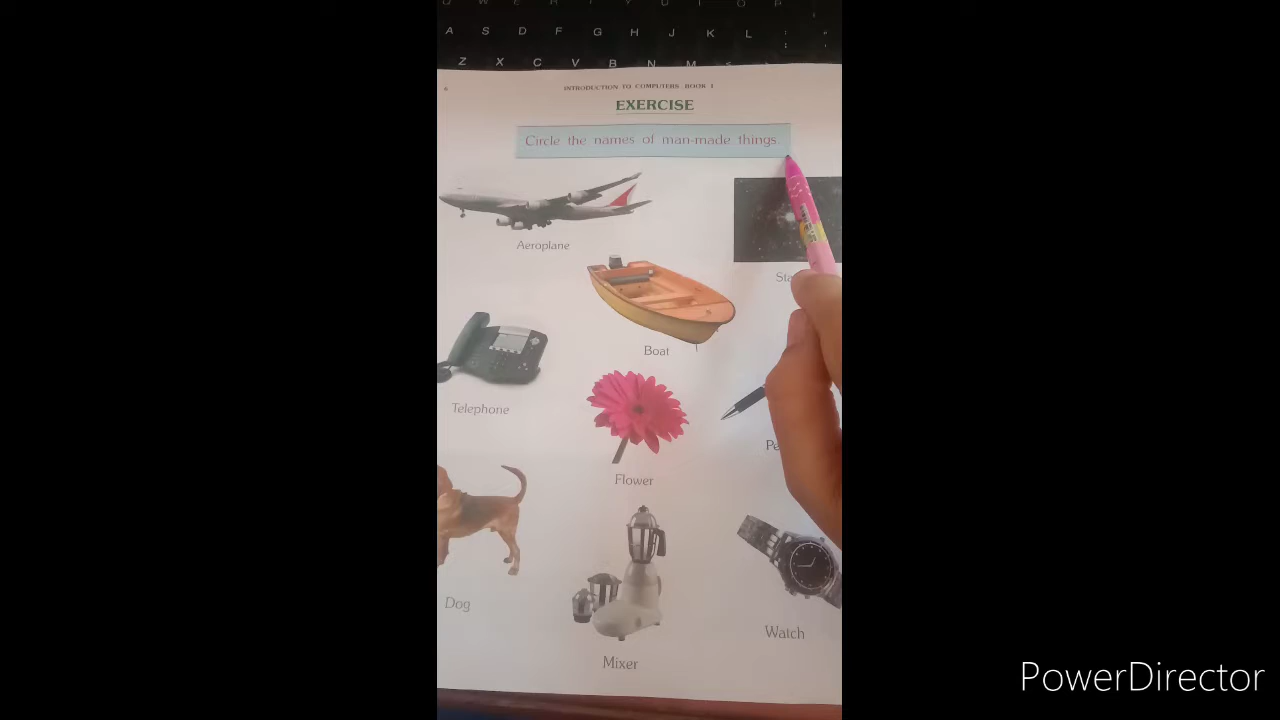 Q W E T Y U O P
A S D F G H J K L : ;
Z X C V B N M <
INTRODUCTION TO COMPUTERS BOOK 1
EXERCISE
Circle the names of man-made things.
Aeroplane
Boat
Telephone
Flower
Dog
Watch
Mixer
PowerDirector